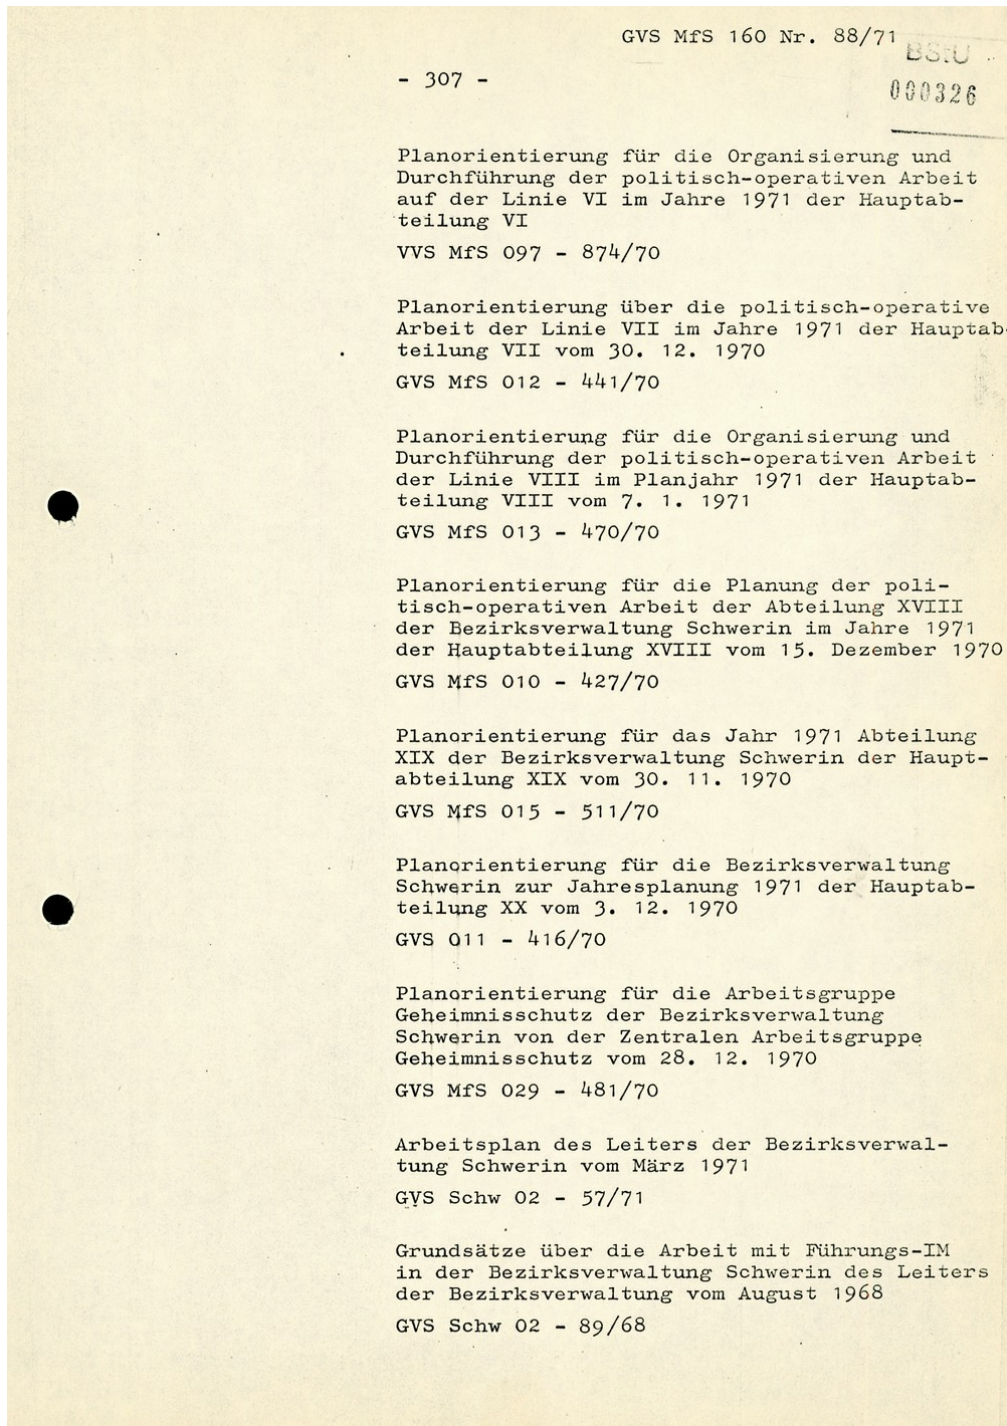 GVS MfS 160 Nr. 88/71
BStU
000326
- 307 -
Planorientierung für die Organisierung und
Durchführung der politisch-operativen Arbeit
auf der Linie VI im Jahre 1971 der Hauptab-
teilung VI
VVS MfS 097 - 874/70
Planorientierung über die politisch-operative
Arbeit der Linie VII im Jahre 1971 der Hauptab-
teilung VII vom 30. 12. 1970
GVS MfS 012 - 441/70
Planorientierung für die Organisierung und
Durchführung der politisch-operativen Arbeit
der Linie VIII im Planjahr 1971 der Hauptab-
teilung VIII vom 7. 1. 1971
GVS MfS 013 - 470/70
Planorientierung für die Planung der poli-
tisch-operativen Arbeit der Abteilung XVIII
der Bezirksverwaltung Schwerin im Jahre 1971
der Hauptabteilung XVIII vom 15. Dezember 1970
GVS MfS 010 - 427/70
Planorientierung für das Jahr 1971 Abteilung
XIX der Bezirksverwaltung Schwerin der Haupt-
abteilung XIX vom 30. 11. 1970
GVS MfS 015 - 511/70
Planorientierung für die Bezirksverwaltung
Schwerin zur Jahresplanung 1971 der Hauptab-
teilung XX vom 3. 12. 1970
GVS 011 - 416/70
Planorientierung für die Arbeitsgruppe
Geheimnisschutz der Bezirksverwaltung
Schwerin von der Zentralen Arbeitsgruppe
Geheimnisschutz vom 28. 12. 1970
GVS MfS 029 - 481/70
Arbeitsplan des Leiters der Bezirksverwal-
tung Schwerin vom März 1971
GVS Schw 02 - 57/71
Grundsätze über die Arbeit mit Führungs-IM
in der Bezirksverwaltung Schwerin des Leiters
der Bezirksverwaltung vom August 1968
GVS Schw 02 - 89/68